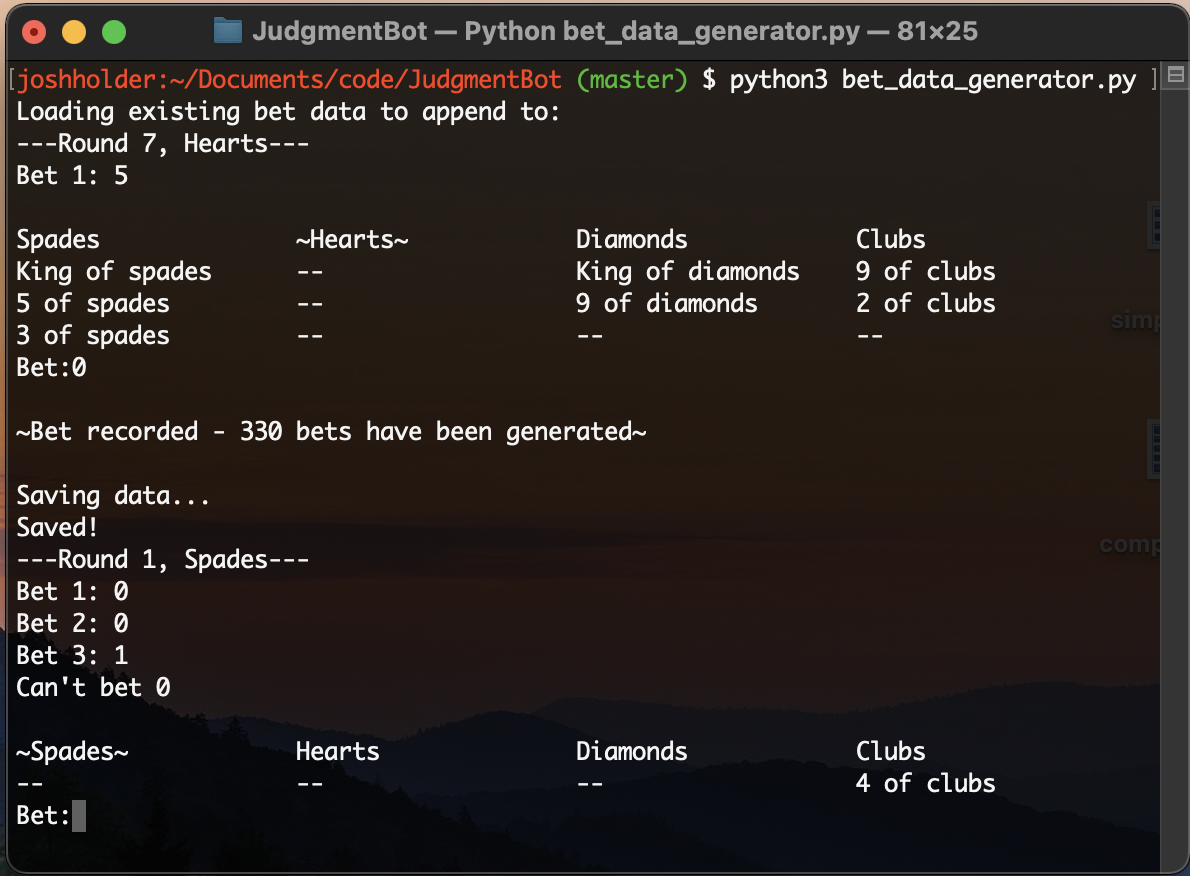 JudgmentBot — Python bet_data_generator.py — 81×25
[joshholder:~/Documents/code/JudgmentBot (master) $ python3 bet_data_generator.py ]
Loading existing bet data to append to:
---Round 7, Hearts---
Bet 1: 5
Spades ~Hearts~ Diamonds Clubs
King of spades -- King of diamonds 9 of clubs
5 of spades -- 9 of diamonds 2 of clubs
3 of spades -- -- --
Bet:0
~Bet recorded - 330 bets have been generated~
Saving data...
Saved!
---Round 1, Spades---
Bet 1: 0
Bet 2: 0
Bet 3: 1
Can't bet 0
~Spades~ Hearts Diamonds Clubs
-- -- -- 4 of clubs
Bet:
simp
comp